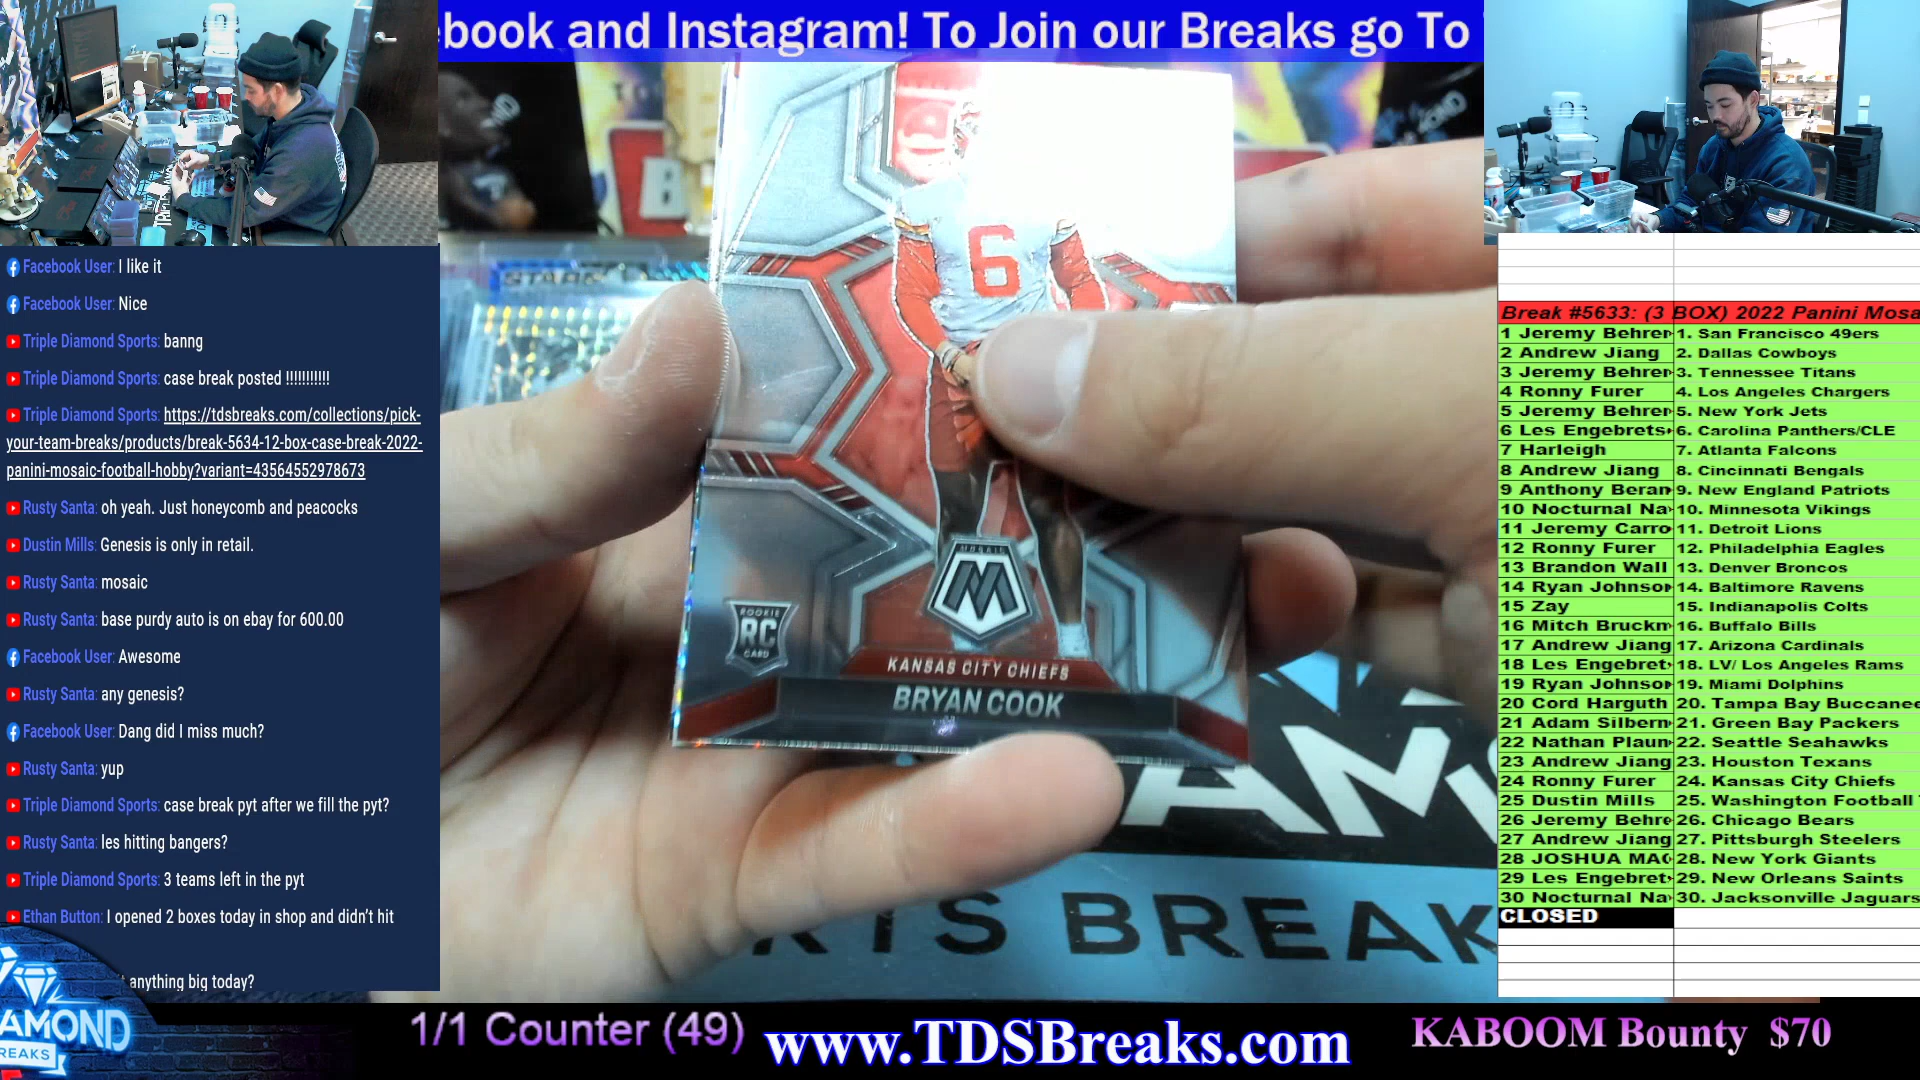 book and Instagram! To Join our Breaks go To
Facebook User: I like it
Facebook User: Nice
Triple Diamond Sports: banng
Triple Diamond Sports: case break posted !!!!!!!!!!!
Triple Diamond Sports: https://tdsbreaks.com/collections/pick-
your-team-breaks/products/break-5634-12-box-case-break-2022-
panini-mosaic-football-hobby?variant=43564552978673
Rusty Santa: oh yeah. Just honeycomb and peacocks
Dustin Mills: Genesis is only in retail.
Rusty Santa: mosaic
Rusty Santa: base purdy auto is on ebay for 600.00
Facebook User: Awesome
Rusty Santa: any genesis?
Facebook User: Dang did I miss much?
Rusty Santa: yup
Triple Diamond Sports: case break pyt after we fill the pyt?
Rusty Santa: les hitting bangers?
Triple Diamond Sports: 3 teams left in the pyt
Ethan Button: I opened 2 boxes today in shop and didn't hit
anything big today?
6
MOSAIC
M
ROOKIE
RC
CARD
KANSAS CITY CHIEFS
BRYAN COOK
AM
RTS BREAK
Break #5633: (3 BOX) 2022 Panini Mosa
1 Jeremy Behren 1. San Francisco 49ers
2 Andrew Jiang 2. Dallas Cowboys
3 Jeremy Behren 3. Tennessee Titans
4 Ronny Furer 4. Los Angeles Chargers
5 Jeremy Behren 5. New York Jets
6 Les Engebrets 6. Carolina Panthers/CLE
7 Harleigh 7. Atlanta Falcons
8 Andrew Jiang 8. Cincinnati Bengals
9 Anthony Beran 9. New England Patriots
10 Nocturnal Na 10. Minnesota Vikings
11 Jeremy Carro 11. Detroit Lions
12 Ronny Furer 12. Philadelphia Eagles
13 Brandon Wall 13. Denver Broncos
14 Ryan Johnson 14. Baltimore Ravens
15 Zay 15. Indianapolis Colts
16 Mitch Bruckm 16. Buffalo Bills
17 Andrew Jiang 17. Arizona Cardinals
18 Les Engebret 18. LV/ Los Angeles Rams
19 Ryan Johnson 19. Miami Dolphins
20 Cord Harguth 20. Tampa Bay Buccanee
21 Adam Silbern 21. Green Bay Packers
22 Nathan Plaun 22. Seattle Seahawks
23 Andrew Jiang 23. Houston Texans
24 Ronny Furer 24. Kansas City Chiefs
25 Dustin Mills 25. Washington Football
26 Jeremy Behre 26. Chicago Bears
27 Andrew Jiang 27. Pittsburgh Steelers
28 JOSHUA MAC 28. New York Giants
29 Les Engebret 29. New Orleans Saints
30 Nocturnal Na 30. Jacksonville Jaguars
CLOSED
AMOND
REAKS
1/1 Counter (49)
www.TDSBreaks.com
KABOOM Bounty $70